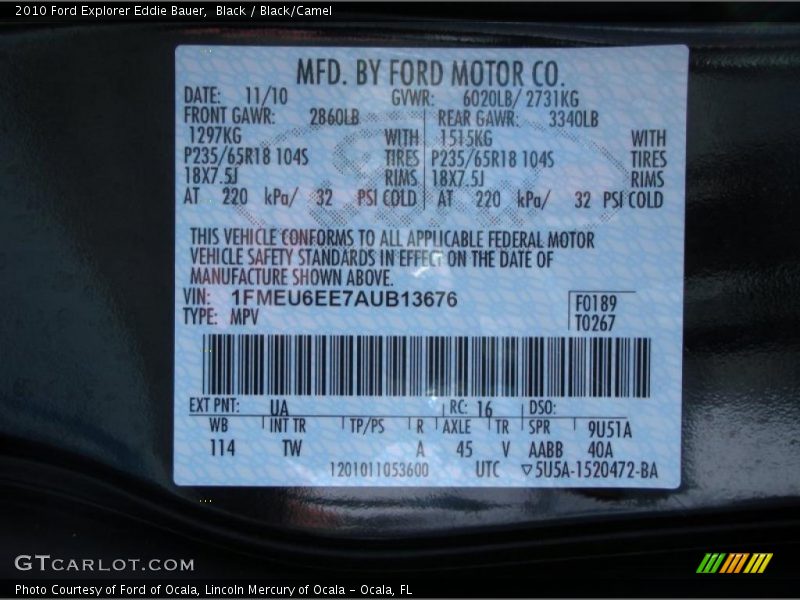 2010 Ford Explorer Eddie Bauer,  Black / Black/Camel
MFD. BY FORD MOTOR CO.
DATE: 11/10 GVWR: 6020LB/ 2731KG
FRONT GAWR: 2860LB REAR GAWR: 3340LB
1297KG WITH 1515KG WITH
P235/65R18 104S TIRES P235/65R18 104S TIRES
18X7.5J RIMS 18X7.5J RIMS
AT 220 kPa/ 32 PSI COLD AT 220 kPa/ 32 PSI COLD
THIS VEHICLE CONFORMS TO ALL APPLICABLE FEDERAL MOTOR
VEHICLE SAFETY STANDARDS IN EFFECT ON THE DATE OF
MANUFACTURE SHOWN ABOVE.
VIN: 1FMEU6EE7AUB13676 F0189
TYPE: MPV T0267
EXT PNT: UA RC: 16 DSO:
WB INT TR TP/PS R AXLE TR SPR 9U51A
114 TW A 45 V AABB 40A
1201011053600 UTC ▽5U5A-1520472-BA
GTCARLOT.COM
Photo Courtesy of Ford of Ocala, Lincoln Mercury of Ocala – Ocala, FL